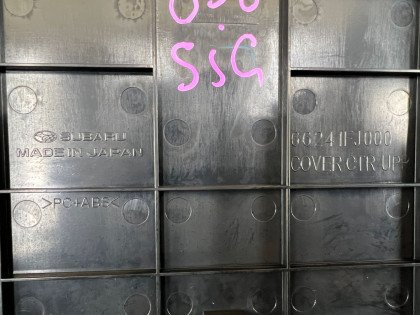 SSG
SUBARU
MADE IN JAPAN
66241FJ000
COVER CTR UP
>PC+ABS<